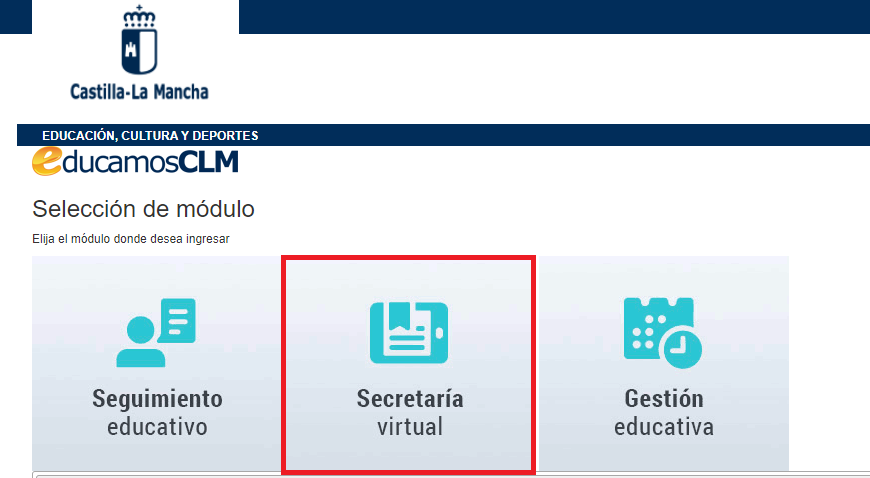 Castilla-La Mancha
EDUCACIÓN, CULTURA Y DEPORTES
educamosCLM
Selección de módulo
Elija el módulo donde desea ingresar
Seguimiento
educativo
Secretaría
virtual
Gestión
educativa